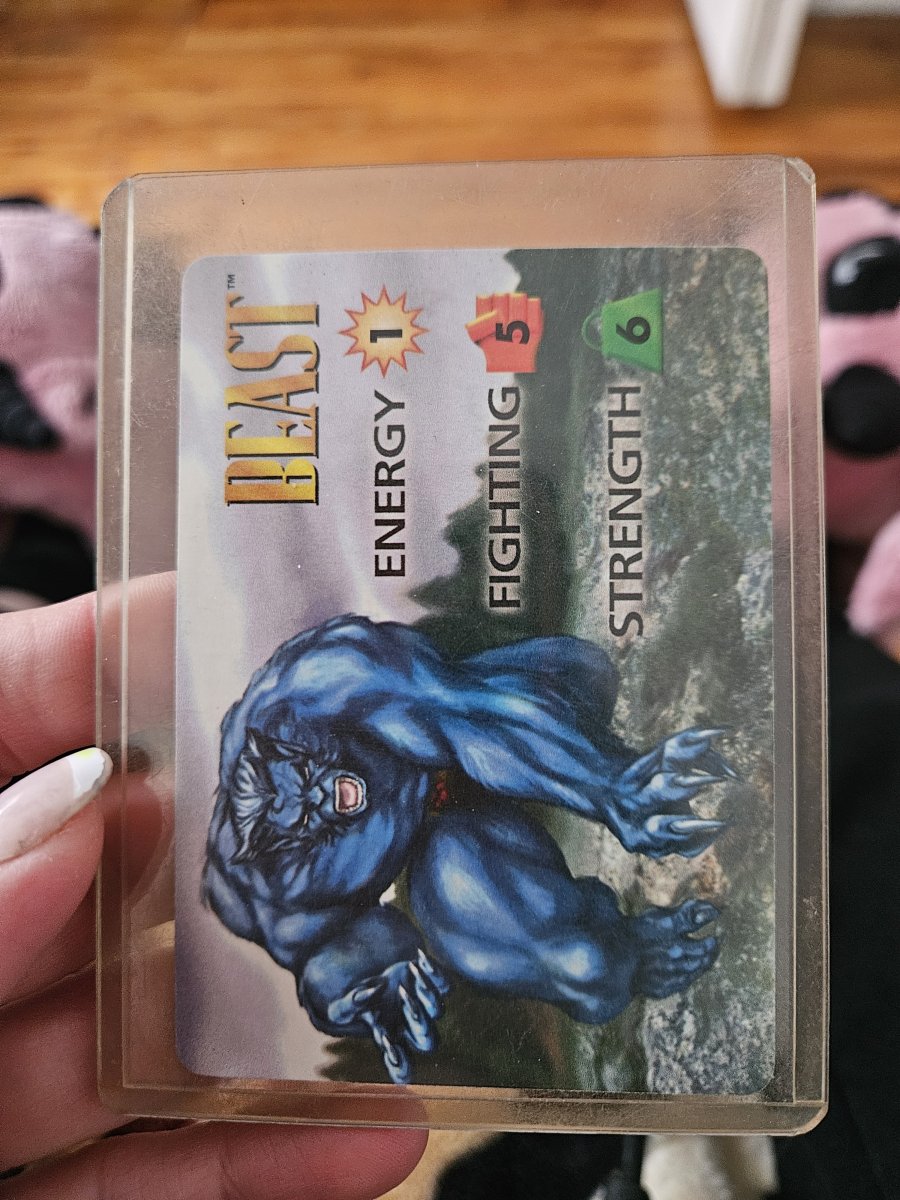 BEAST™
ENERGY 1
FIGHTING 5
STRENGTH 6